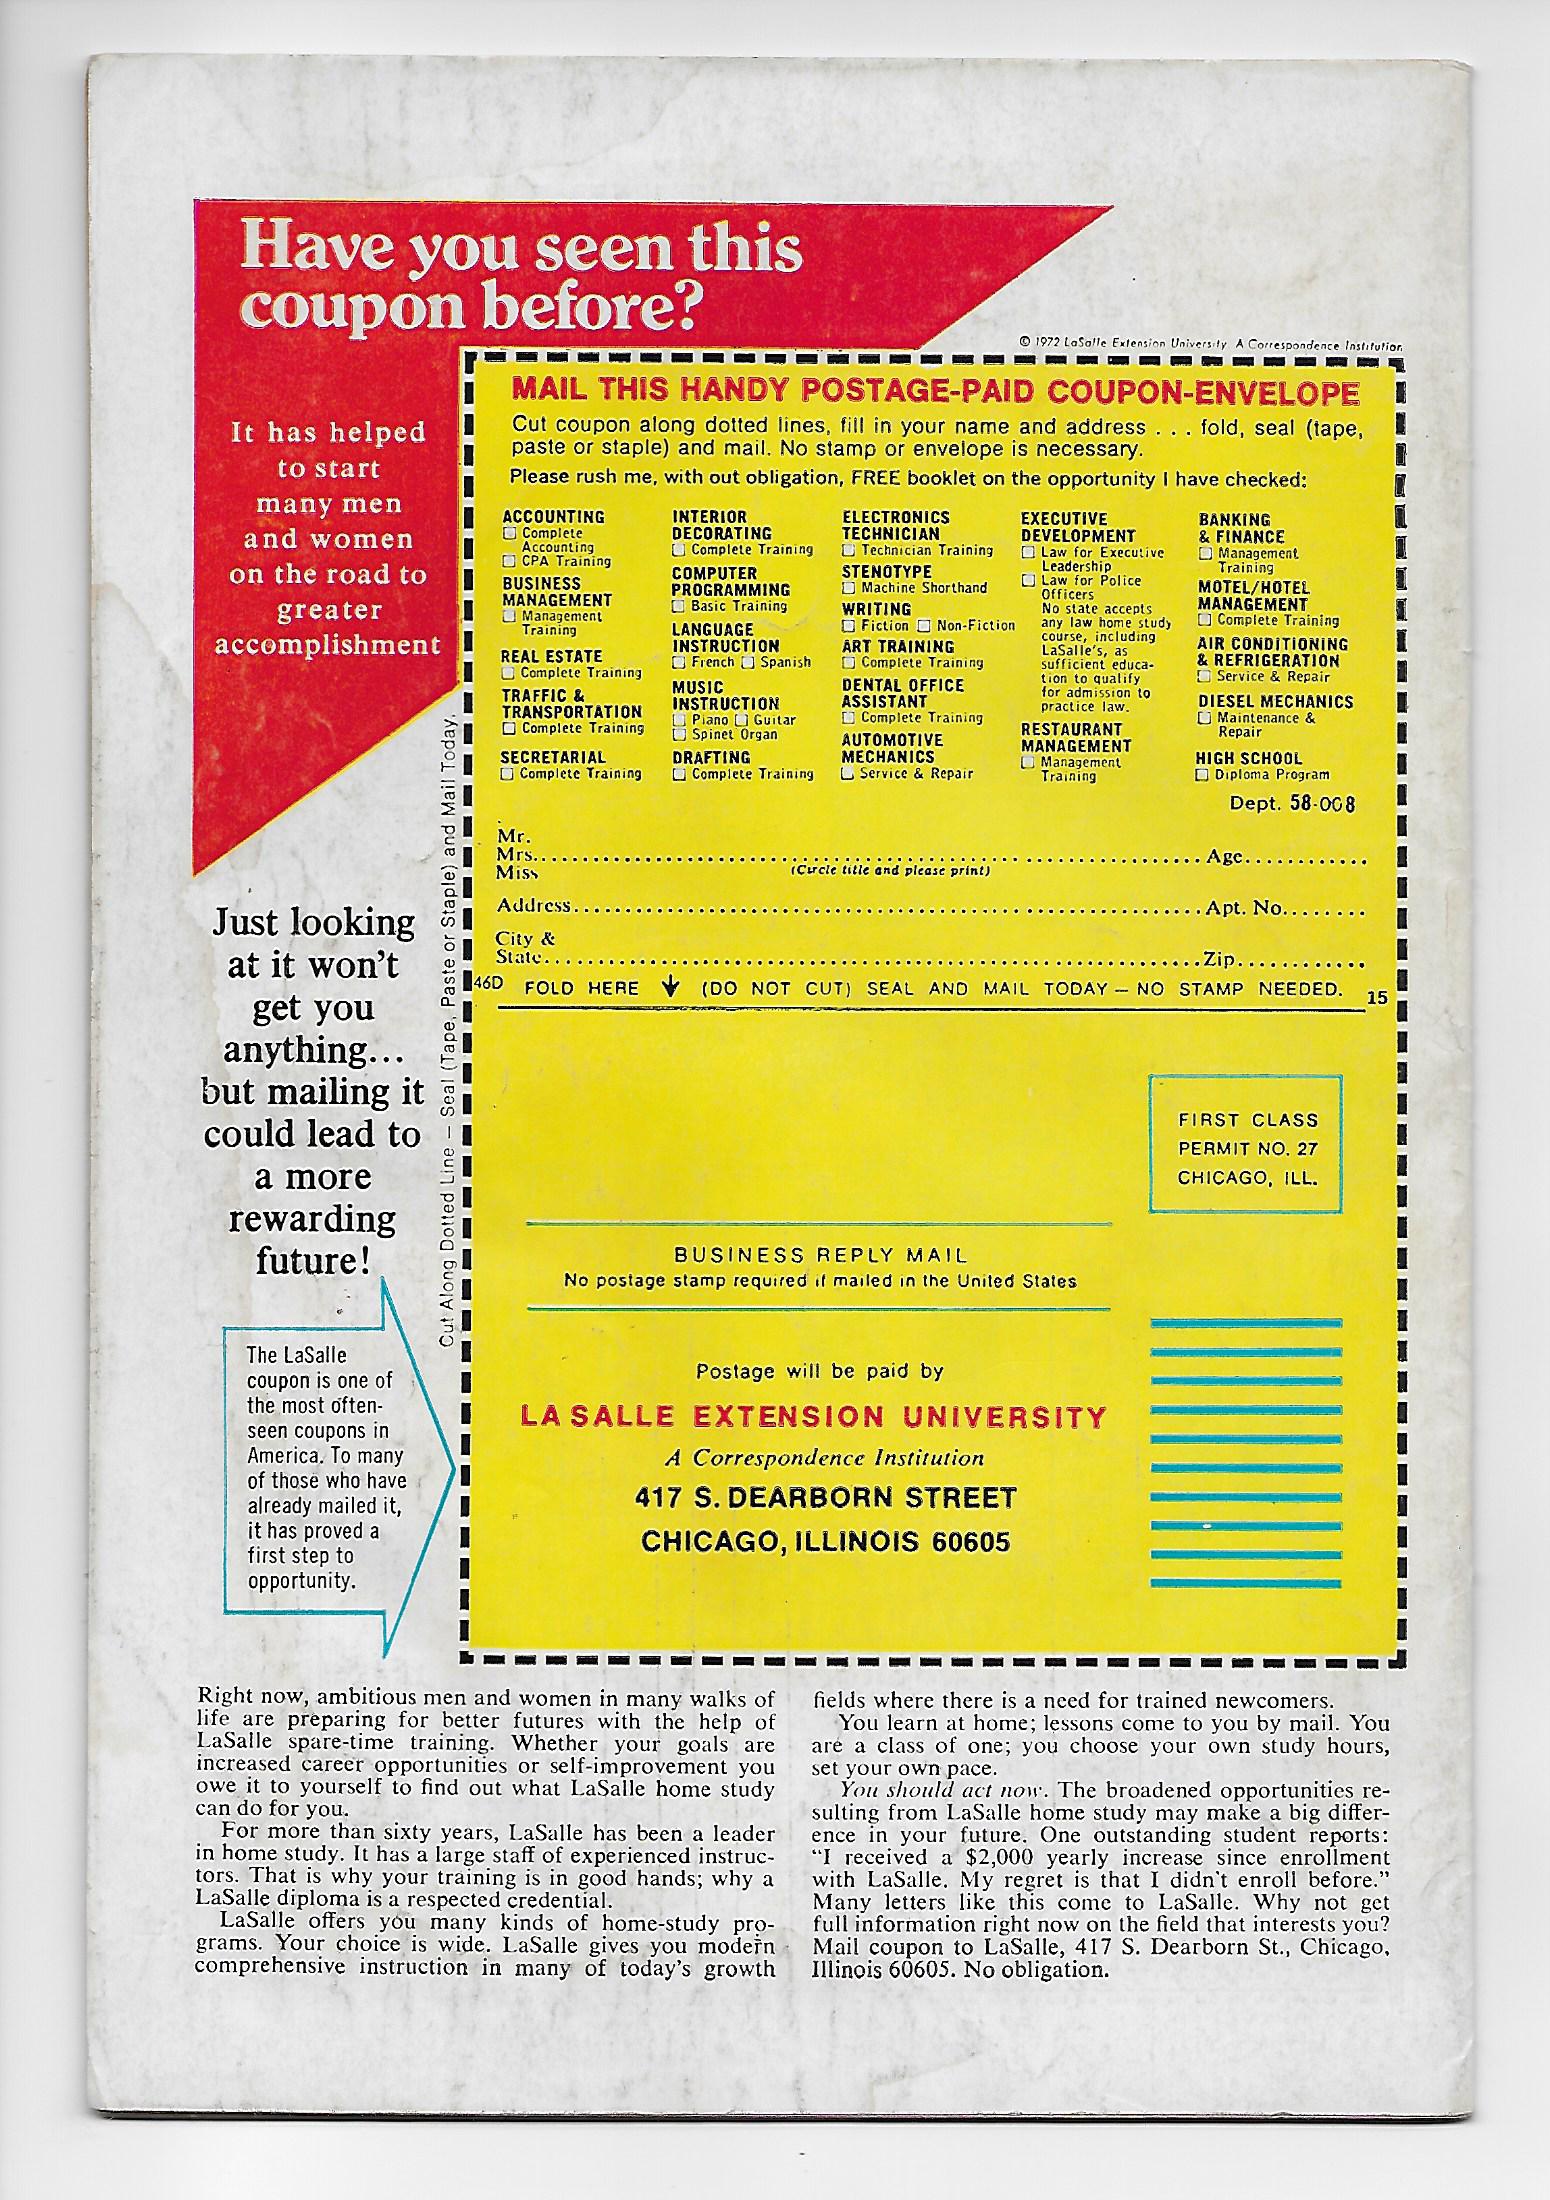 Have you seen this
coupon before?
© 1972 LaSalle Extension University A Correspondence Institution
It has helped
to start
many men
and women
on the road to
greater
accomplishment
Just looking
at it won't
get you
anything...
but mailing it
could lead to
a more
rewarding
future!
The LaSalle
coupon is one of
the most often-
seen coupons in
America. To many
of those who have
already mailed it,
it has proved a
first step to
opportunity.
Cut Along Dotted Line – Seal (Tape, Paste or Staple) and Mail Today.
MAIL THIS HANDY POSTAGE-PAID COUPON-ENVELOPE
Cut coupon along dotted lines, fill in your name and address . . . fold, seal (tape,
paste or staple) and mail. No stamp or envelope is necessary.
Please rush me, with out obligation, FREE booklet on the opportunity I have checked:
ACCOUNTING
Complete
Accounting
CPA Training
BUSINESS
MANAGEMENT
Management
Training
REAL ESTATE
Complete Training
TRAFFIC &
TRANSPORTATION
Complete Training
SECRETARIAL
Complete Training
INTERIOR
DECORATING
Complete Training
COMPUTER
PROGRAMMING
Basic Training
LANGUAGE
INSTRUCTION
French Spanish
MUSIC
INSTRUCTION
Piano Guitar
Spinet Organ
DRAFTING
Complete Training
ELECTRONICS
TECHNICIAN
Technician Training
STENOTYPE
Machine Shorthand
WRITING
Fiction Non-Fiction
ART TRAINING
Complete Training
DENTAL OFFICE
ASSISTANT
Complete Training
AUTOMOTIVE
MECHANICS
Service & Repair
EXECUTIVE
DEVELOPMENT
Law for Executive
Leadership
Law for Police
Officers
No state accepts
any law home study
course, including
LaSalle's, as
sufficient educa-
tion to qualify
for admission to
practice law.
RESTAURANT
MANAGEMENT
Management
Training
BANKING
& FINANCE
Management
Training
MOTEL/HOTEL
MANAGEMENT
Complete Training
AIR CONDITIONING
& REFRIGERATION
Service & Repair
DIESEL MECHANICS
Maintenance &
Repair
HIGH SCHOOL
Diploma Program
Dept. 58-008
Mr.
Mrs. Age
Miss (Circle title and please print)
Address Apt. No.
City &
State Zip
46D FOLD HERE (DO NOT CUT) SEAL AND MAIL TODAY – NO STAMP NEEDED. 15
FIRST CLASS
PERMIT NO. 27
CHICAGO, ILL.
BUSINESS REPLY MAIL
No postage stamp required if mailed in the United States
Postage will be paid by
LA SALLE EXTENSION UNIVERSITY
A Correspondence Institution
417 S. DEARBORN STREET
CHICAGO, ILLINOIS 60605
Right now, ambitious men and women in many walks of
life are preparing for better futures with the help of
LaSalle spare-time training. Whether your goals are
increased career opportunities or self-improvement you
owe it to yourself to find out what LaSalle home study
can do for you.
For more than sixty years, LaSalle has been a leader
in home study. It has a large staff of experienced instruc-
tors. That is why your training is in good hands; why a
LaSalle diploma is a respected credential.
LaSalle offers you many kinds of home-study pro-
grams. Your choice is wide. LaSalle gives you modern
comprehensive instruction in many of today's growth
fields where there is a need for trained newcomers.
You learn at home; lessons come to you by mail. You
are a class of one; you choose your own study hours,
set your own pace.
You should act now. The broadened opportunities re-
sulting from LaSalle home study may make a big differ-
ence in your future. One outstanding student reports:
"I received a $2,000 yearly increase since enrollment
with LaSalle. My regret is that I didn't enroll before."
Many letters like this come to LaSalle. Why not get
full information right now on the field that interests you?
Mail coupon to LaSalle, 417 S. Dearborn St., Chicago,
Illinois 60605. No obligation.